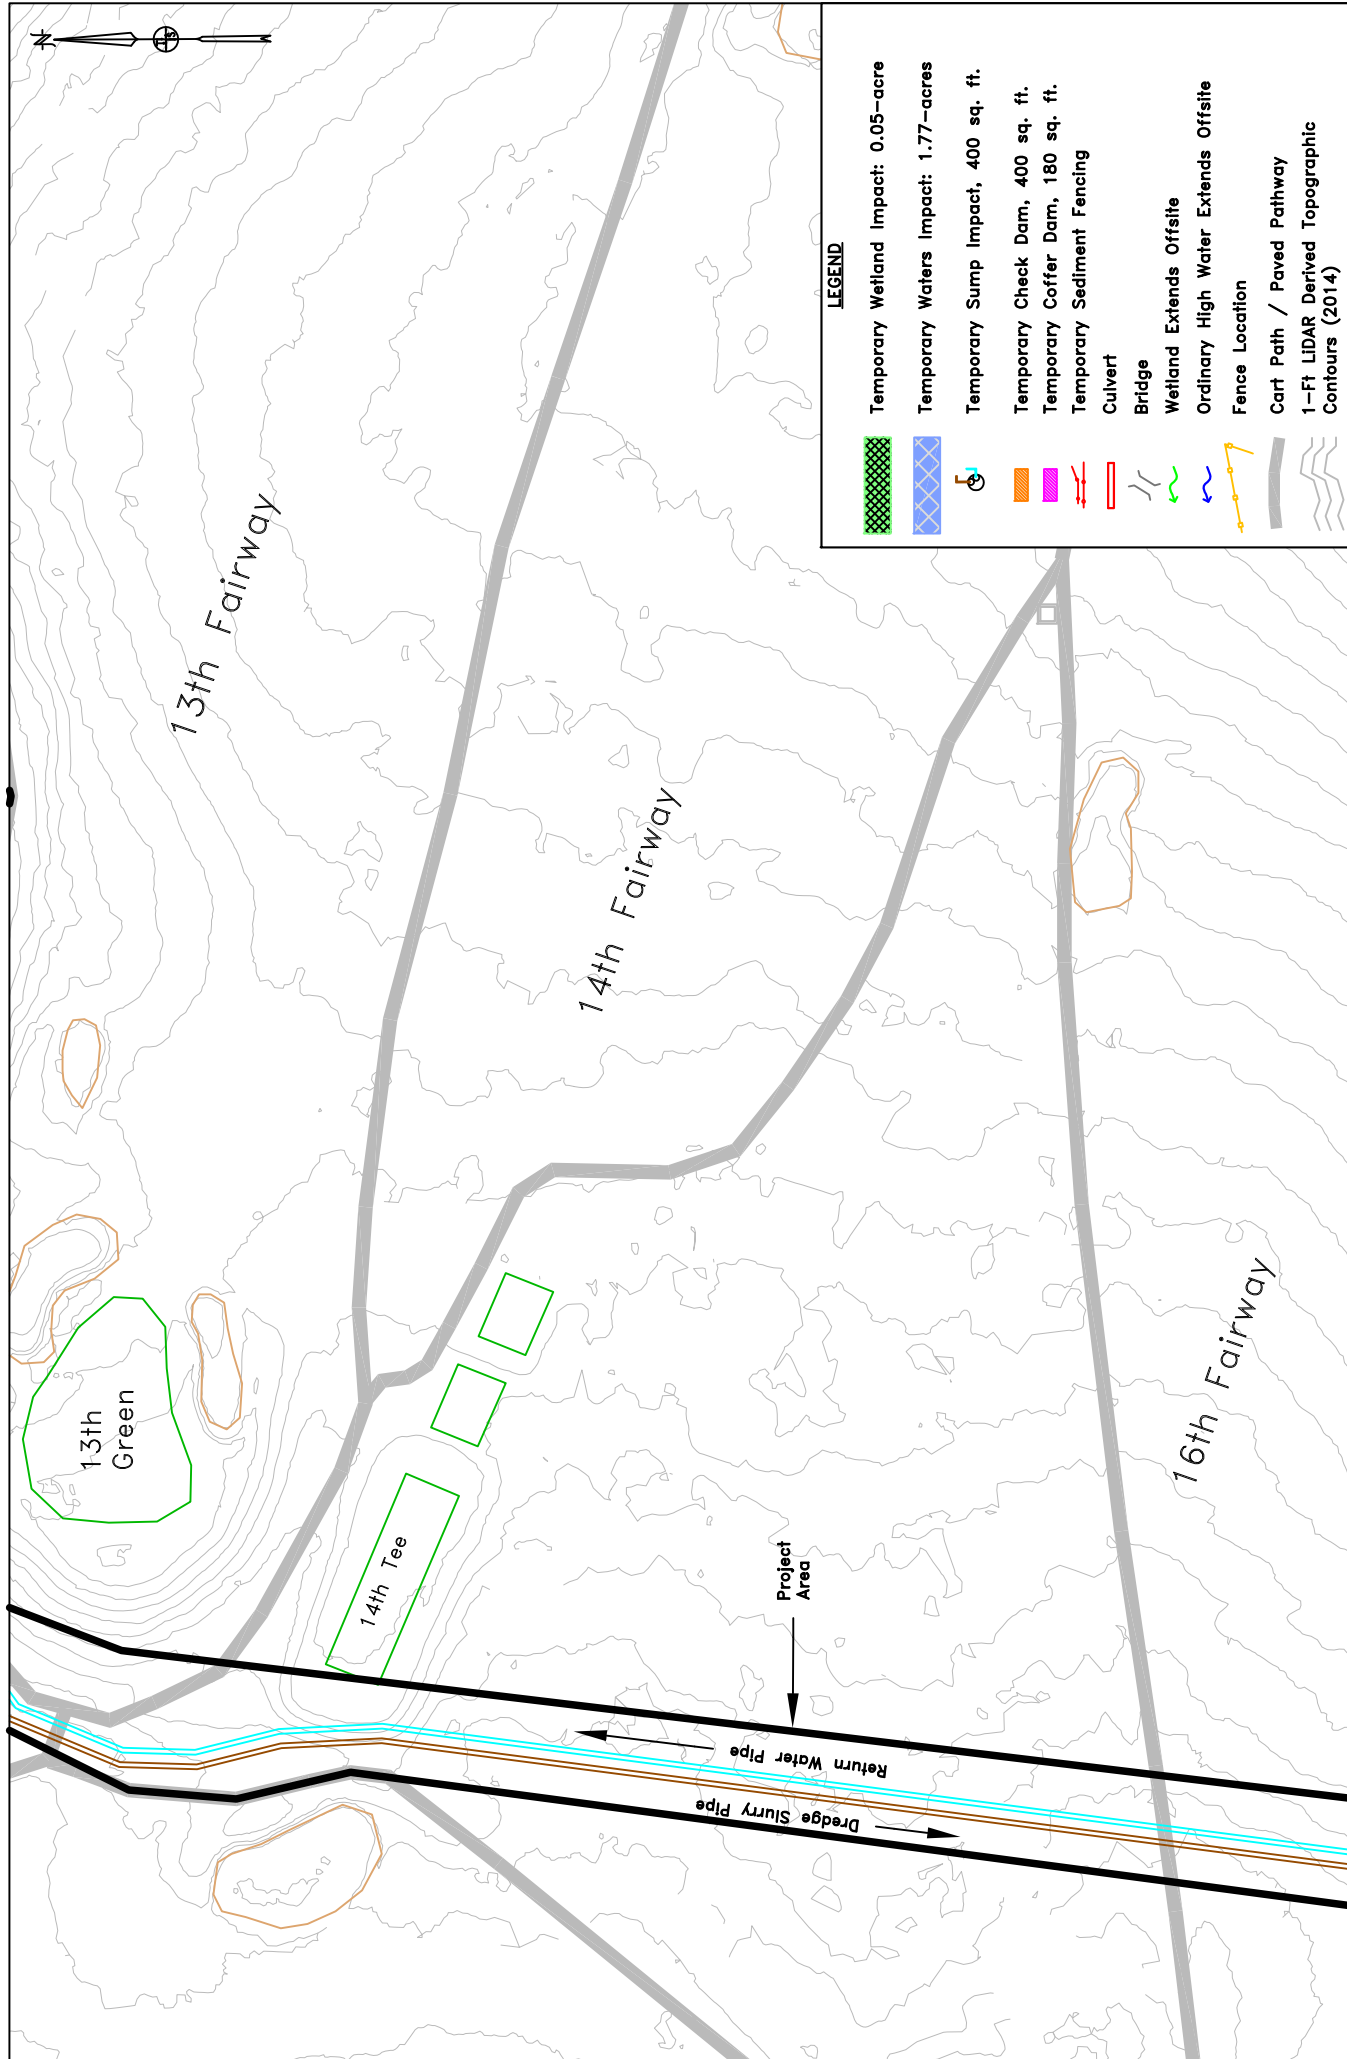 N
13th Fairway
14th Fairway
13th
Green
14th Tee
16th Fairway
Project
Area
Return Water Pipe
Dredge Slurry Pipe
LEGEND
Temporary Wetland Impact: 0.05-acre
Temporary Waters Impact: 1.77-acres
Temporary Sump Impact, 400 sq. ft.
Temporary Check Dam, 400 sq. ft.
Temporary Coffer Dam, 180 sq. ft.
Temporary Sediment Fencing
Culvert
Bridge
Wetland Extends Offsite
Ordinary High Water Extends Offsite
Fence Location
Cart Path / Paved Pathway
1-Ft LiDAR Derived Topographic
Contours (2014)